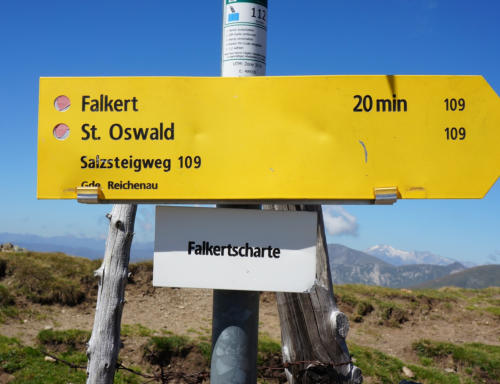 112
Falkert 20 min 109
St. Oswald 109
Salzsteigweg 109
Gde. Reichenau
Falkertscharte